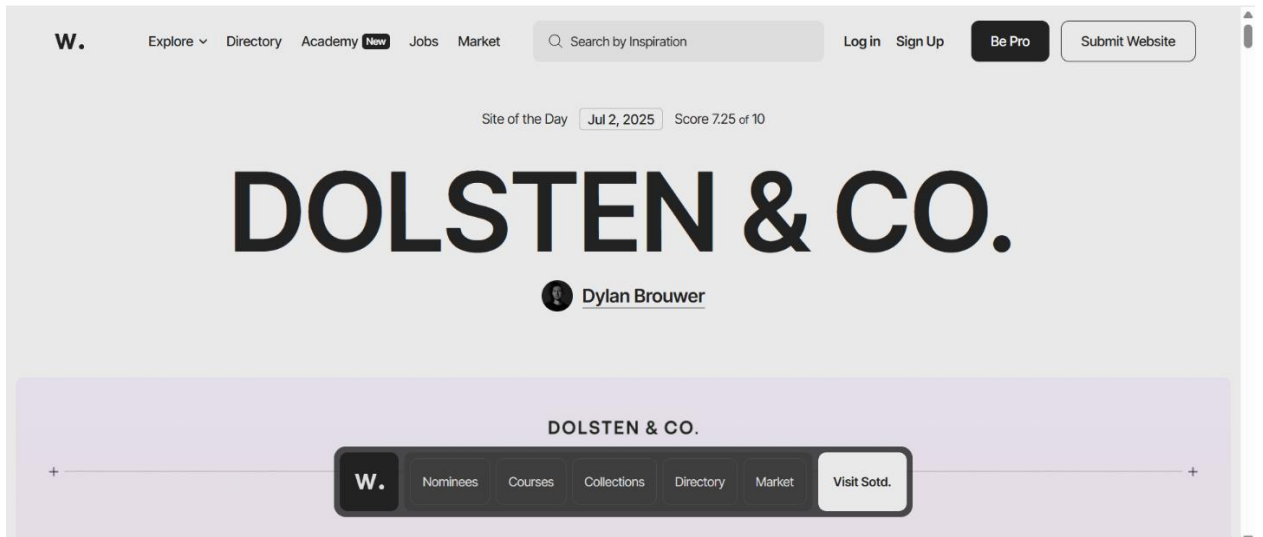 W. Explore Directory Academy New Jobs Market Search by Inspiration Log in Sign Up Be Pro Submit Website
Site of the Day Jul 2, 2025 Score 7.25 of 10
DOLSTEN & CO.
Dylan Brouwer
DOLSTEN & CO.
W. Nominees Courses Collections Directory Market Visit Sotd.